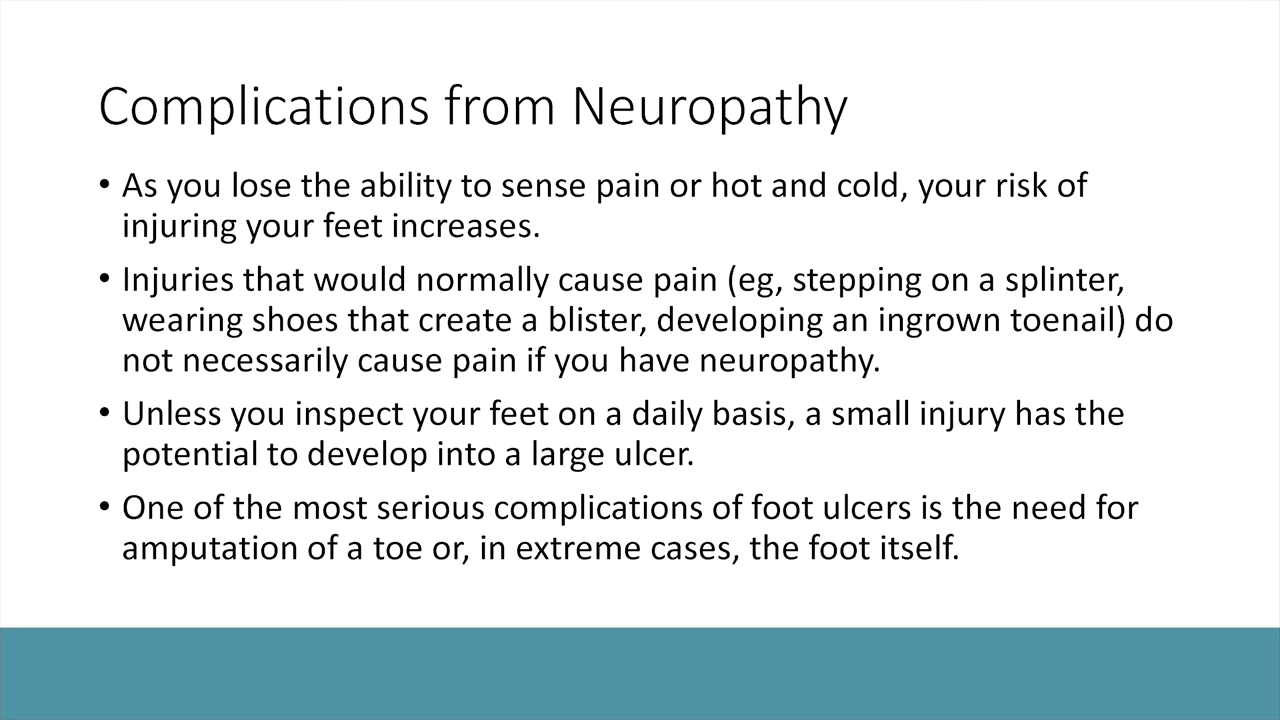 Complications from Neuropathy
• As you lose the ability to sense pain or hot and cold, your risk of
injuring your feet increases.
• Injuries that would normally cause pain (eg, stepping on a splinter,
wearing shoes that create a blister, developing an ingrown toenail) do
not necessarily cause pain if you have neuropathy.
• Unless you inspect your feet on a daily basis, a small injury has the
potential to develop into a large ulcer.
• One of the most serious complications of foot ulcers is the need for
amputation of a toe or, in extreme cases, the foot itself.